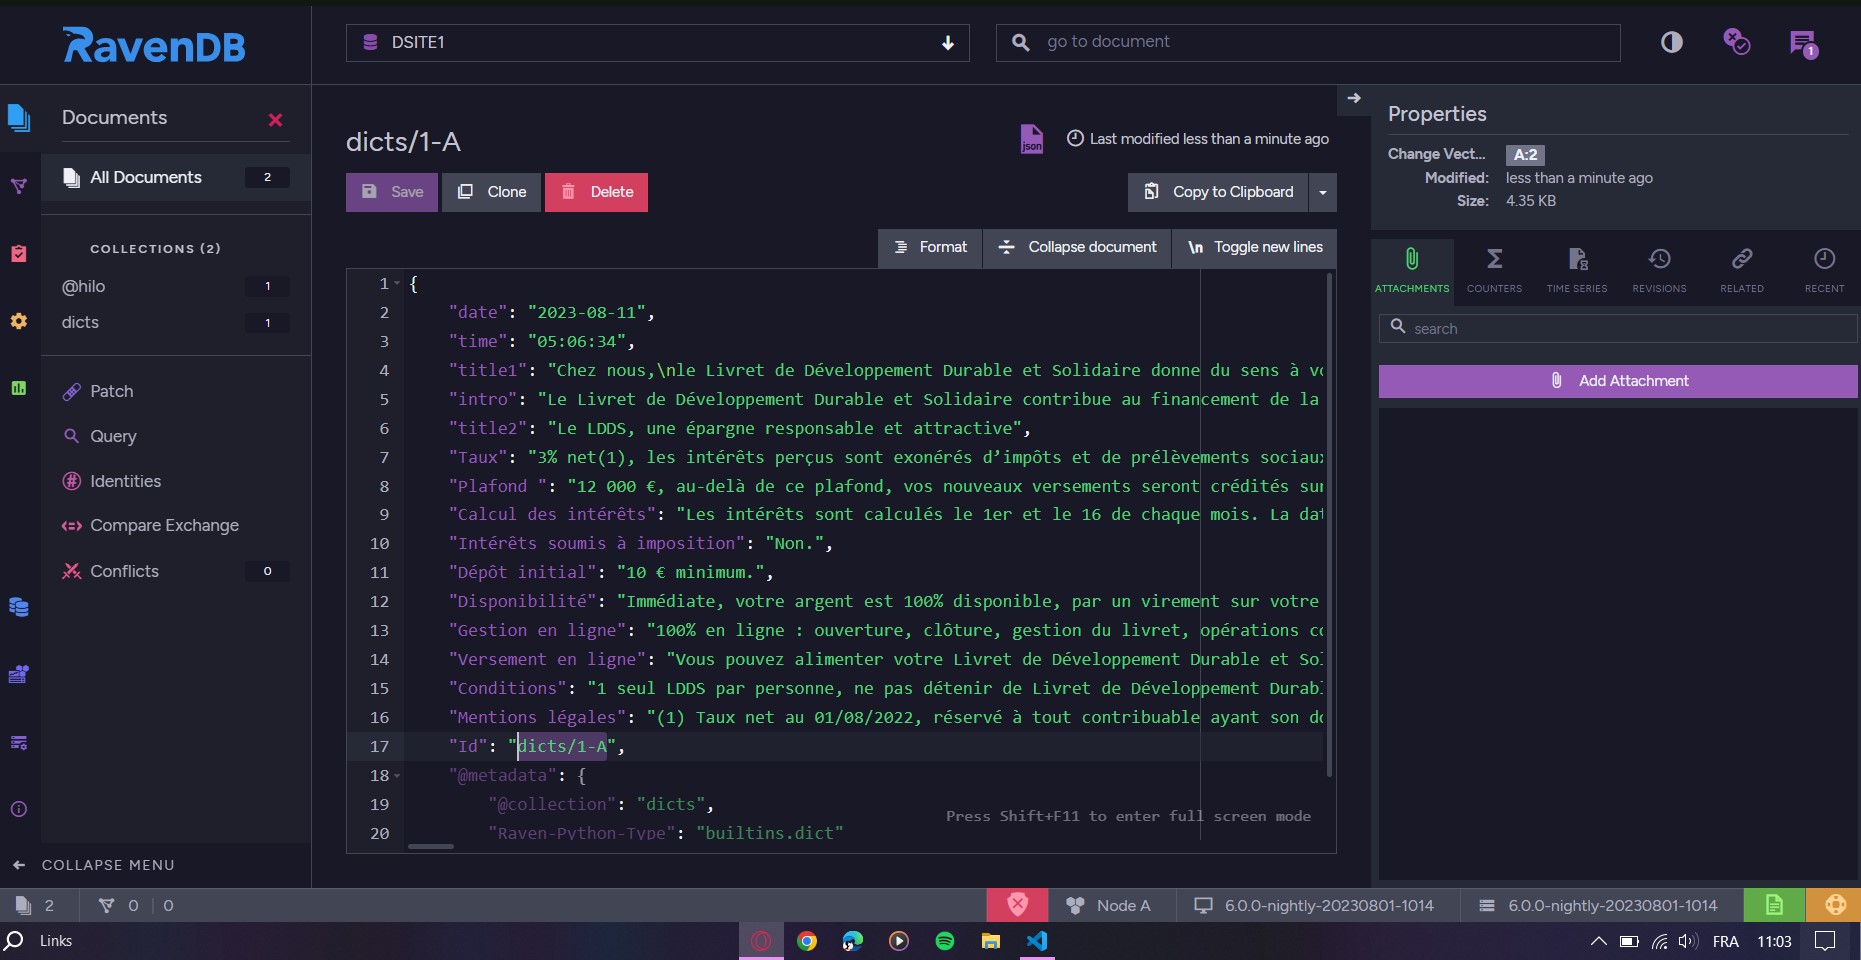 RavenDB
DSITE1
go to document
1
Documents
All Documents 2
COLLECTIONS (2)
@hilo 1
dicts 1
Patch
Query
Identities
Compare Exchange
Conflicts 0
COLLAPSE MENU
dicts/1-A
json
Last modified less than a minute ago
Save Clone Delete
Copy to Clipboard
Format Collapse document \n Toggle new lines
1 {
2 "date": "2023-08-11",
3 "time": "05:06:34",
4 "title1": "Chez nous,\nle Livret de Développement Durable et Solidaire donne du sens à
5 "intro": "Le Livret de Développement Durable et Solidaire contribue au financement de la
6 "title2": "Le LDDS, une épargne responsable et attractive",
7 "Taux": "3% net(1), les intérêts perçus sont exonérés d’impôts et de prélèvements sociaux
8 "Plafond ": "12 000 €, au-delà de ce plafond, vos nouveaux versements seront crédités sur
9 "Calcul des intérêts": "Les intérêts sont calculés le 1er et le 16 de chaque mois. La dat
10 "Intérêts soumis à imposition": "Non.",
11 "Dépôt initial": "10 € minimum.",
12 "Disponibilité": "Immédiate, votre argent est 100% disponible, par un virement sur votre
13 "Gestion en ligne": "100% en ligne : ouverture, clôture, gestion du livret, opérations co
14 "Versement en ligne": "Vous pouvez alimenter votre Livret de Développement Durable et Sol
15 "Conditions": "1 seul LDDS par personne, ne pas détenir de Livret de Développement Durabl
16 "Mentions légales": "(1) Taux net au 01/08/2022, réservé à tout contribuable ayant son do
17 "Id": "dicts/1-A",
18 "@metadata": {
19 "@collection": "dicts",
20 "Raven-Python-Type": "builtins.dict"
Press Shift+F11 to enter full screen mode
Properties
Change Vect... A:2
Modified: less than a minute ago
Size: 4.35 KB
ATTACHMENTS COUNTERS TIME SERIES REVISIONS RELATED RECENT
search
Add Attachment
2 0 | 0 Node A 6.0.0-nightly-20230801-1014 6.0.0-nightly-20230801-1014
Links FRA 11:03